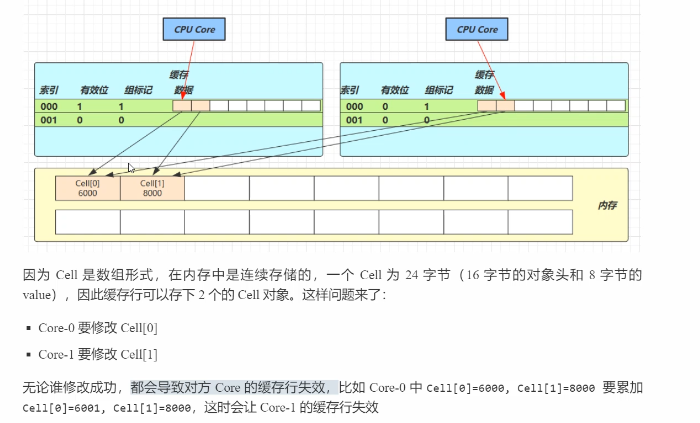 CPU Core CPU Core
缓存 缓存
索引 有效位 组标记 数据 索引 有效位 组标记 数据
000 1 1 000 0 1
001 0 0 001 0 0
Cell[0] Cell[1]
6000 8000
内存
因为 Cell 是数组形式，在内存中是连续存储的，一个 Cell 为 24 字节（16 字节的对象头和 8 字节的
value），因此缓存行可以存下 2 个的 Cell 对象。这样问题来了：
▪ Core-0 要修改 Cell[0]
▪ Core-1 要修改 Cell[1]
无论谁修改成功，都会导致对方 Core 的缓存行失效，比如 Core-0 中 Cell[0]=6000, Cell[1]=8000 要累加
Cell[0]=6001, Cell[1]=8000，这时会让 Core-1 的缓存行失效